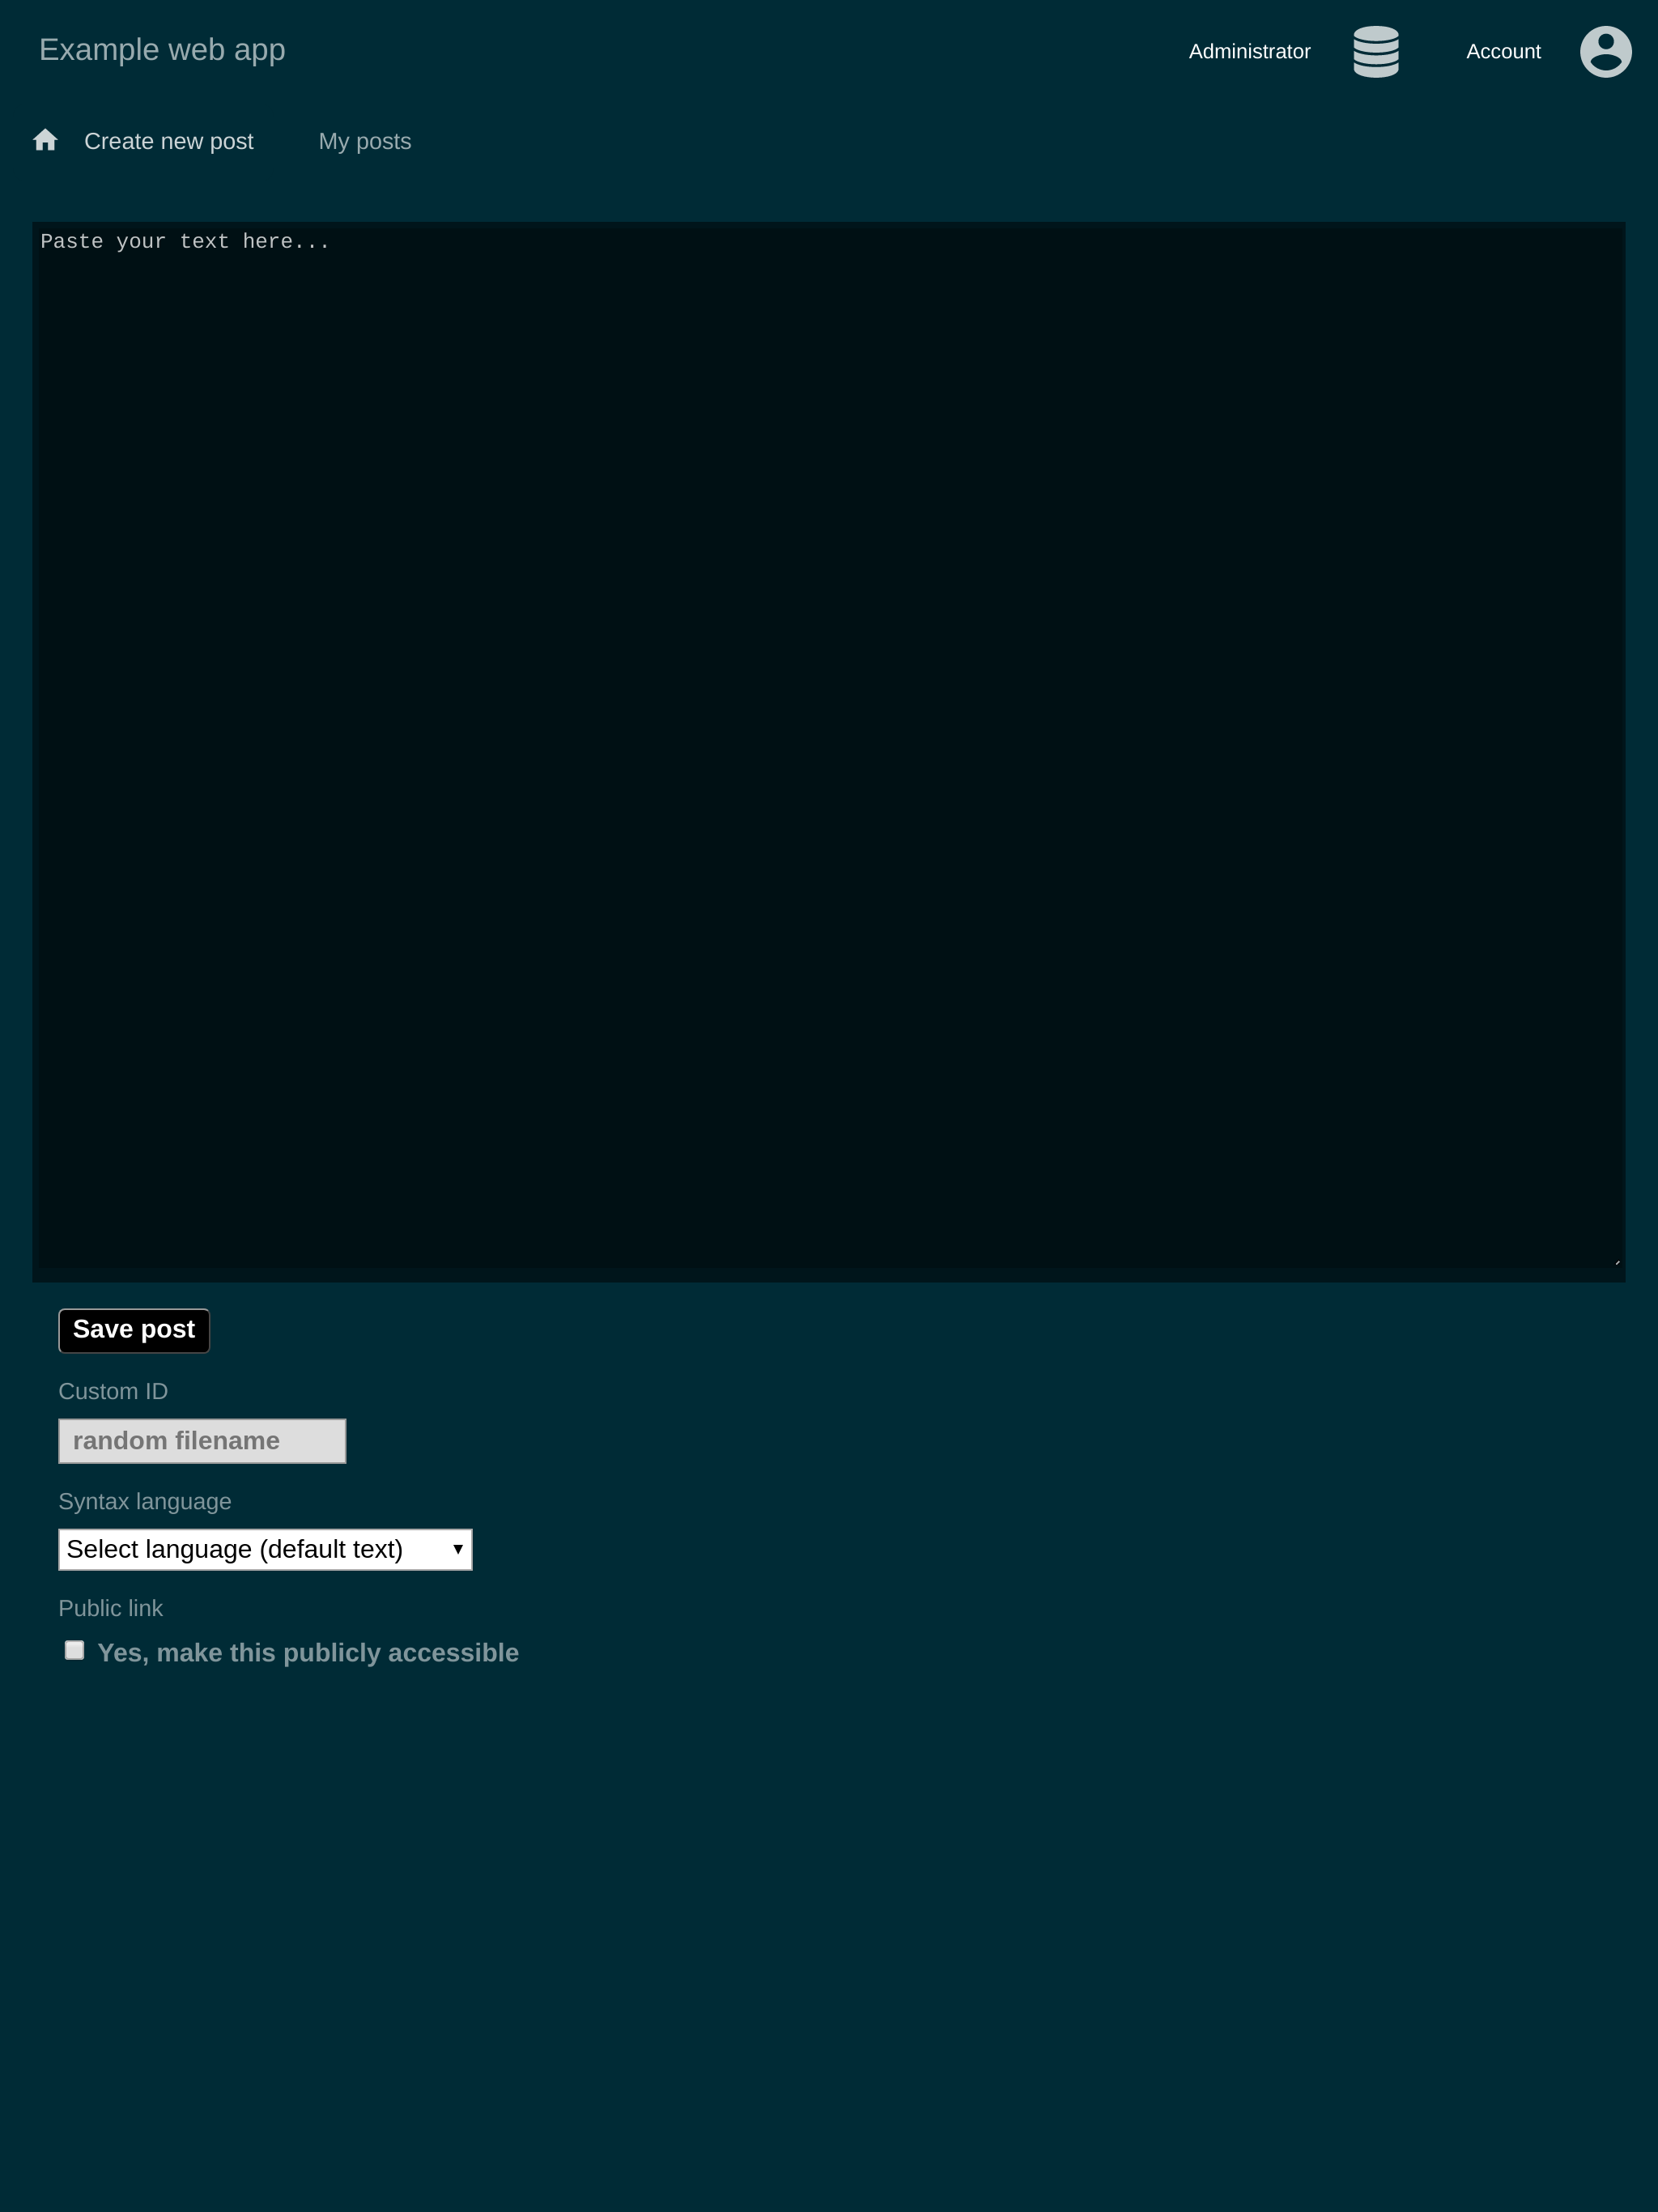 Example web app
Administrator
Account
Create new post
My posts
Paste your text here...
Save post
Custom ID
random filename
Syntax language
Select language (default text)
Public link
Yes, make this publicly accessible